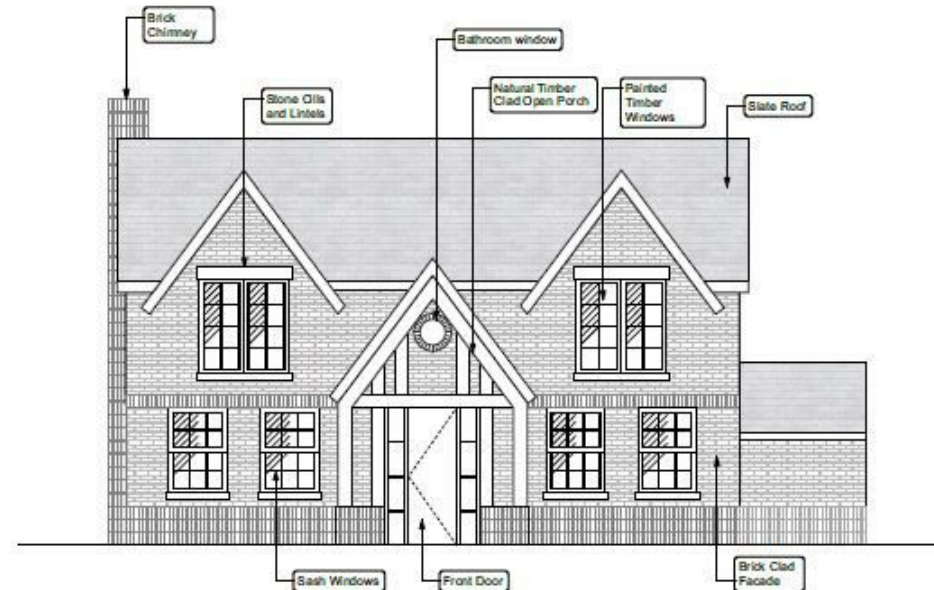 Brick
Chimney
Bathroom window
Stone Cills
and Lintels
Natural Timber
Clad Open Porch
Painted
Timber
Windows
Slate Roof
Sash Windows
Front Door
Brick Clad
Facade